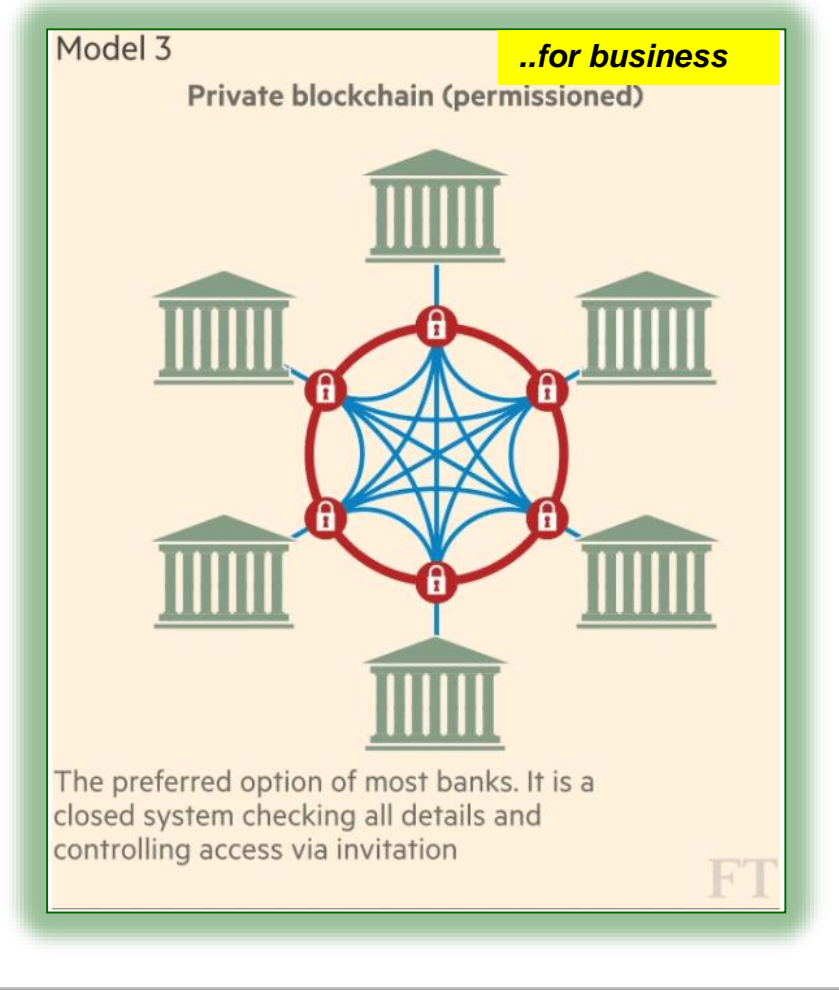 Model 3
..for business
Private blockchain (permissioned)
The preferred option of most banks. It is a
closed system checking all details and
controlling access via invitation
FT